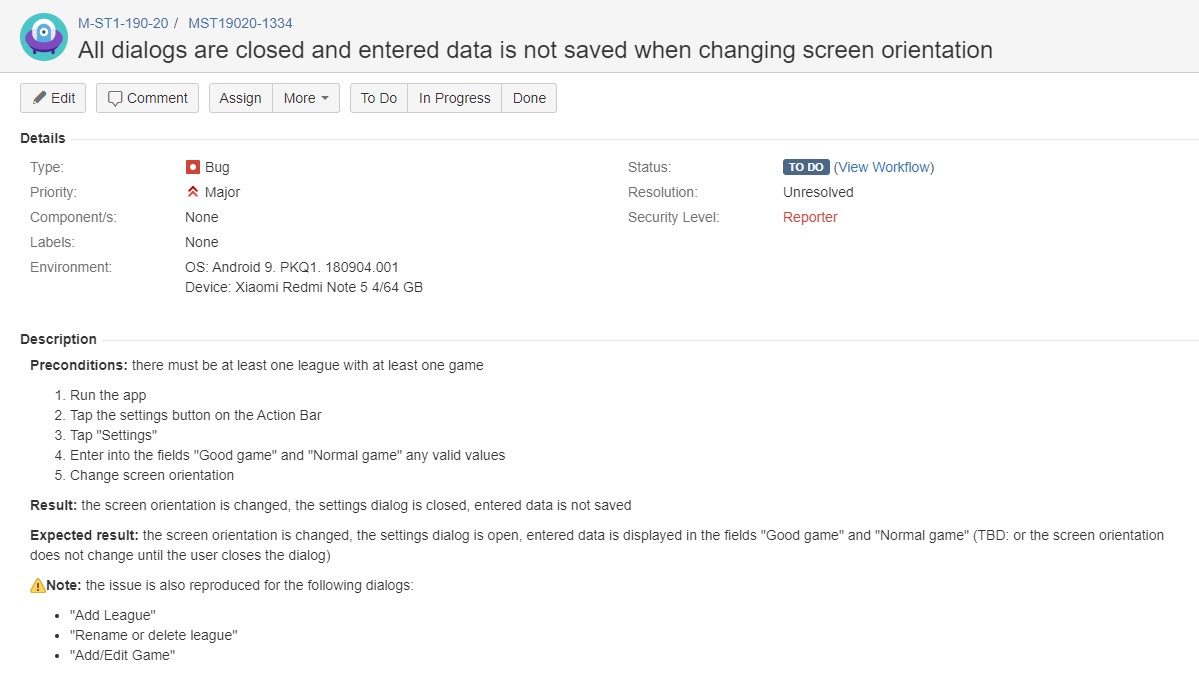 M-ST1-190-20 / MST19020-1334
All dialogs are closed and entered data is not saved when changing screen orientation
Edit Comment Assign More To Do In Progress Done
Details
Type: Bug Status: TO DO (View Workflow)
Priority: Major Resolution: Unresolved
Component/s: None Security Level: Reporter
Labels: None
Environment: OS: Android 9. PKQ1. 180904.001
Device: Xiaomi Redmi Note 5 4/64 GB
Description
Preconditions: there must be at least one league with at least one game
1. Run the app
2. Tap the settings button on the Action Bar
3. Tap "Settings"
4. Enter into the fields "Good game" and "Normal game" any valid values
5. Change screen orientation
Result: the screen orientation is changed, the settings dialog is closed, entered data is not saved
Expected result: the screen orientation is changed, the settings dialog is open, entered data is displayed in the fields "Good game" and "Normal game" (TBD: or the screen orientation
does not change until the user closes the dialog)
Note: the issue is also reproduced for the following dialogs:
• "Add League"
• "Rename or delete league"
• "Add/Edit Game"